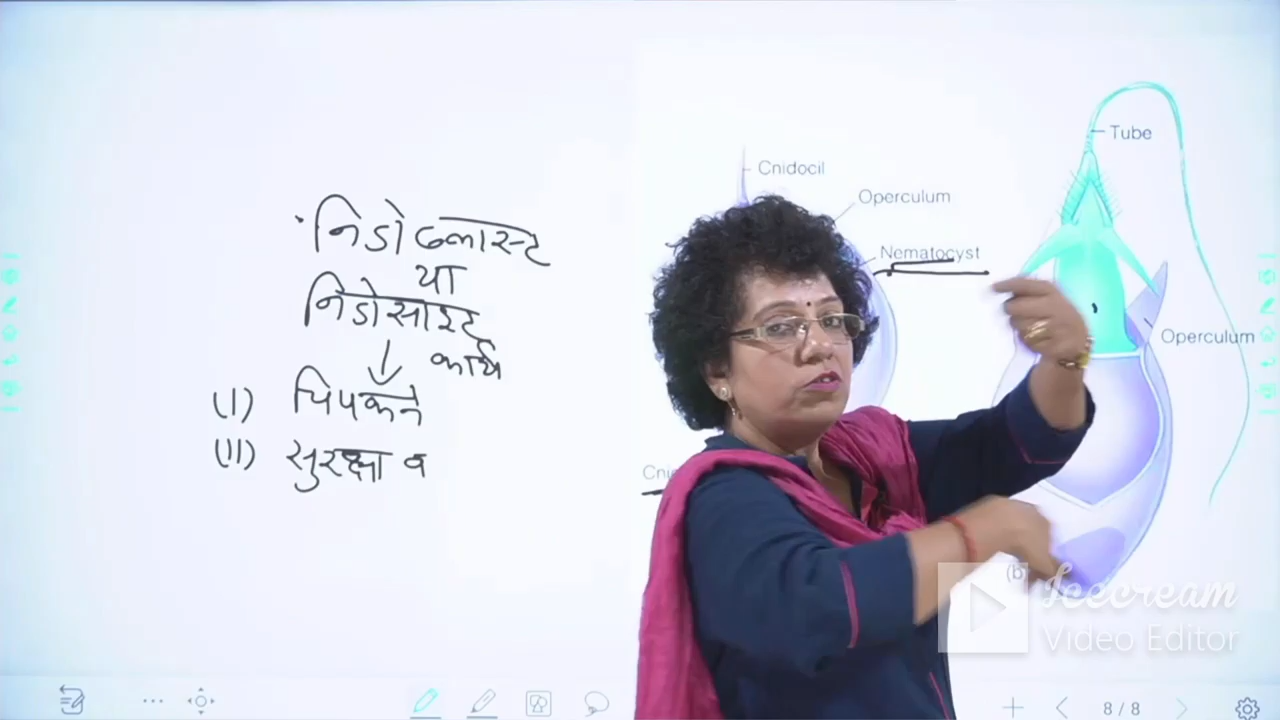 निडोब्लास्ट
या
निडोसाइट
कार्य
(I) चिपकने
(II) सुरक्षा व
Cnidocil
Operculum
Nematocyst
Tube
Operculum
(b)
Icecream
Video Editor
8/8